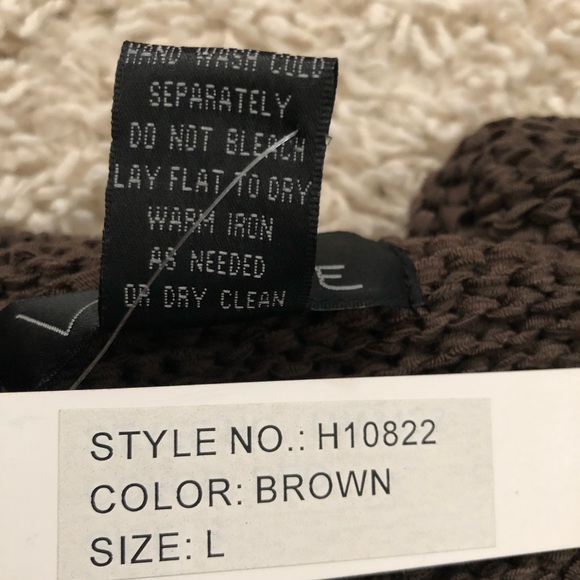 HAND WASH COLD
SEPARATELY
DO NOT BLEACH
LAY FLAT TO DRY
WARM IRON
AS NEEDED
OR DRY CLEAN
STYLE NO.: H10822
COLOR: BROWN
SIZE: L